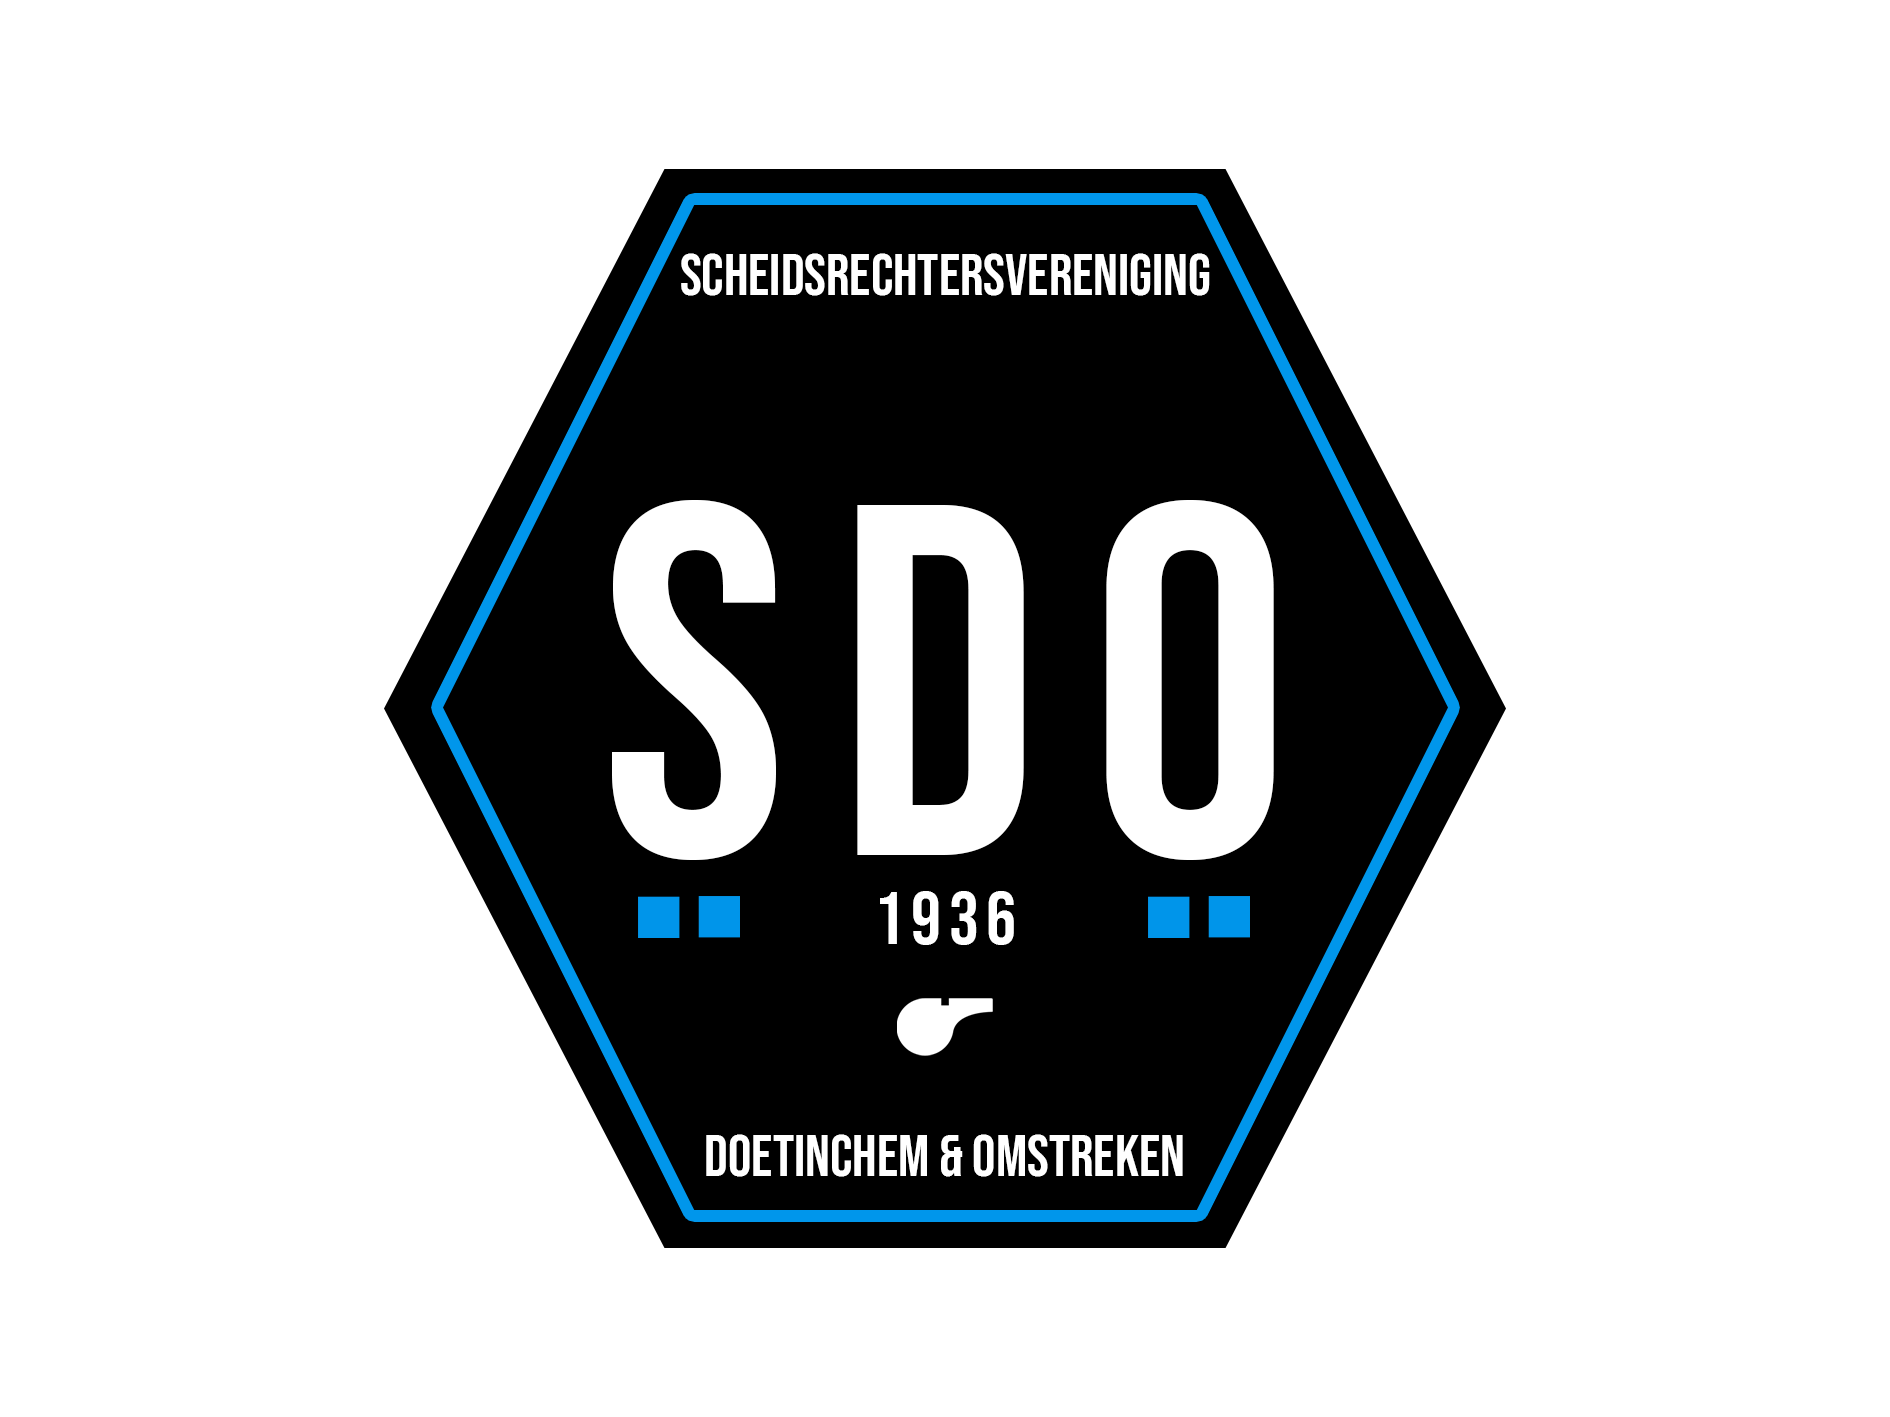 SCHEIDSRECHTERSVERENIGING
SDO
1936
DOETINCHEM & OMSTREKEN